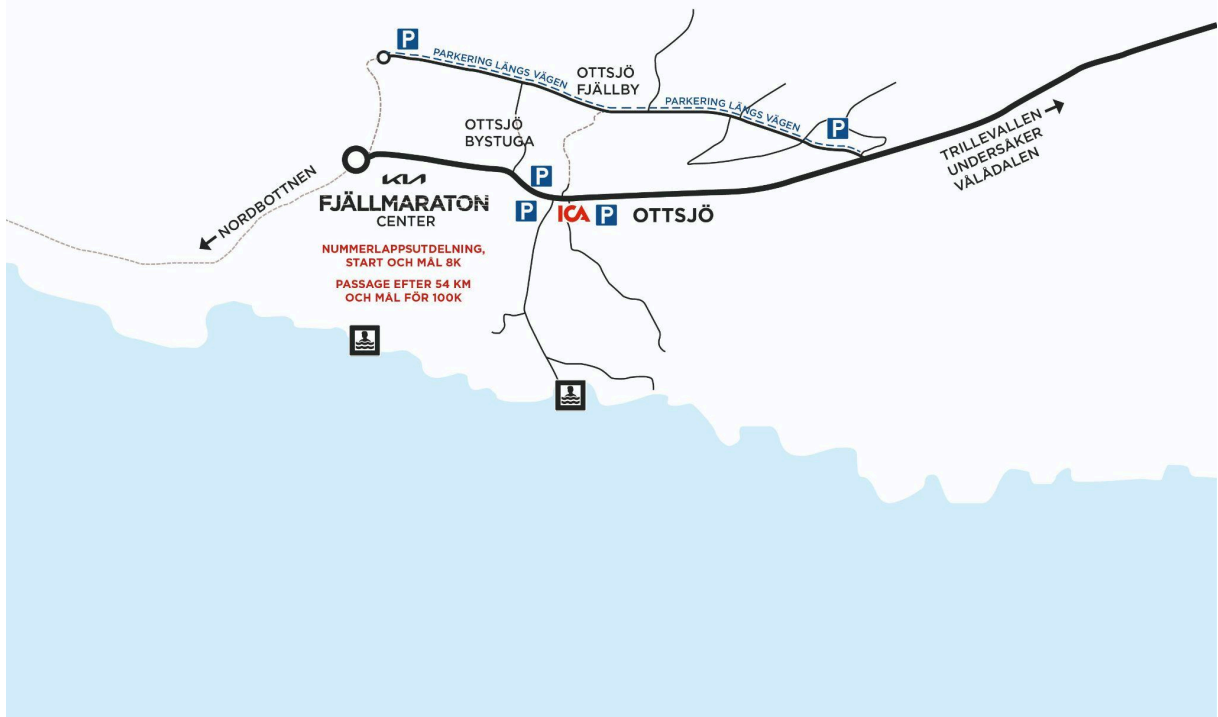 P
PARKERING LÄNGS VÄGEN
OTTSJÖ
FJÄLLBY
PARKERING LÄNGS VÄGEN
P
OTTSJÖ
BYSTUGA
TRILLEVALLEN
UNDERSÅKER
VÅLÅDALEN
NORDBOTTNEN
KIA
FJÄLLMARATON
CENTER
P
P
ICA
P
OTTSJÖ
NUMMERLAPPSUTDELNING,
START OCH MÅL 8K
PASSAGE EFTER 54 KM
OCH MÅL FÖR 100K